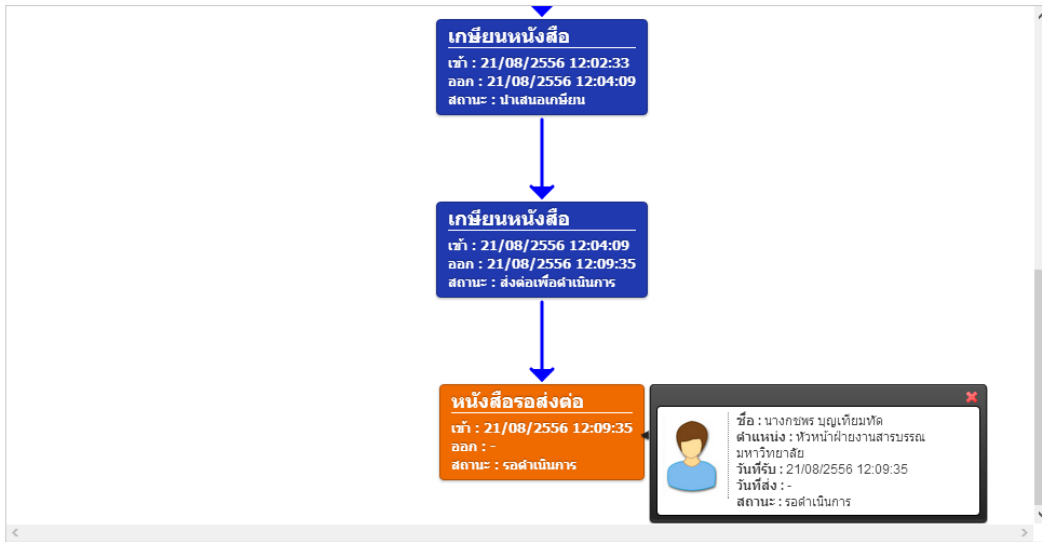 เกษียนหนังสือ
เข้า : 21/08/2556 12:02:33
ออก : 21/08/2556 12:04:09
สถานะ : นำเสนอเกษียน
เกษียนหนังสือ
เข้า : 21/08/2556 12:04:09
ออก : 21/08/2556 12:09:35
สถานะ : ส่งต่อเพื่อดำเนินการ
หนังสือรอส่งต่อ
เข้า : 21/08/2556 12:09:35
ออก : -
สถานะ : รอดำเนินการ
ชื่อ : นางกชพร บุญเทียมทัด
ตำแหน่ง : หัวหน้าฝ่ายงานสารบรรณ
มหาวิทยาลัย
วันที่รับ : 21/08/2556 12:09:35
วันที่ส่ง : -
สถานะ : รอดำเนินการ